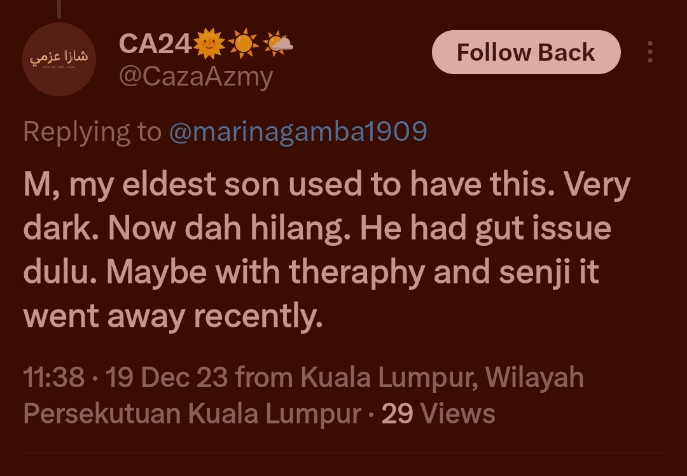 شازا عزمي
CA24🌞☀️🌤️
@CazaAzmy
Follow Back
Replying to @marinagamba1909
M, my eldest son used to have this. Very
dark. Now dah hilang. He had gut issue
dulu. Maybe with theraphy and senji it
went away recently.
11:38 · 19 Dec 23 from Kuala Lumpur, Wilayah
Persekutuan Kuala Lumpur · 29 Views